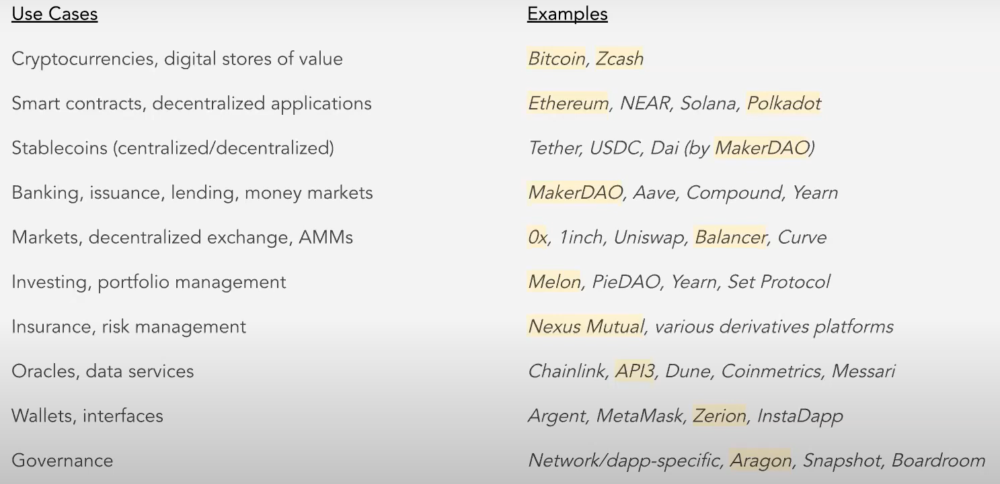 Use Cases Examples
Cryptocurrencies, digital stores of value Bitcoin, Zcash
Smart contracts, decentralized applications Ethereum, NEAR, Solana, Polkadot
Stablecoins (centralized/decentralized) Tether, USDC, Dai (by MakerDAO)
Banking, issuance, lending, money markets MakerDAO, Aave, Compound, Yearn
Markets, decentralized exchange, AMMs 0x, 1inch, Uniswap, Balancer, Curve
Investing, portfolio management Melon, PieDAO, Yearn, Set Protocol
Insurance, risk management Nexus Mutual, various derivatives platforms
Oracles, data services Chainlink, API3, Dune, Coinmetrics, Messari
Wallets, interfaces Argent, MetaMask, Zerion, InstaDapp
Governance Network/dapp-specific, Aragon, Snapshot, Boardroom